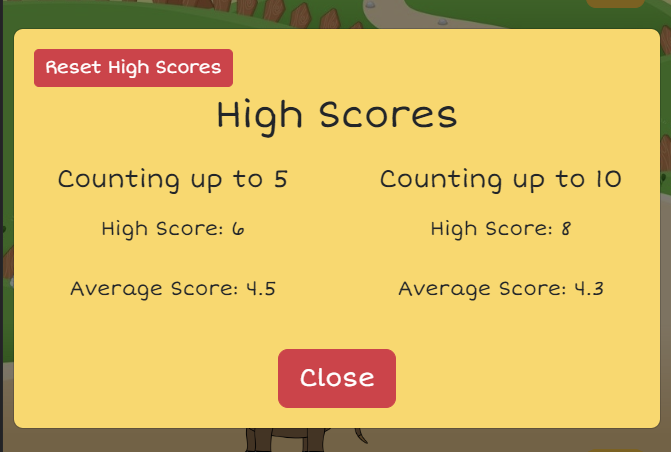 Reset High Scores
High Scores
Counting up to 5
High Score: 6
Average Score: 4.5
Counting up to 10
High Score: 8
Average Score: 4.3
Close